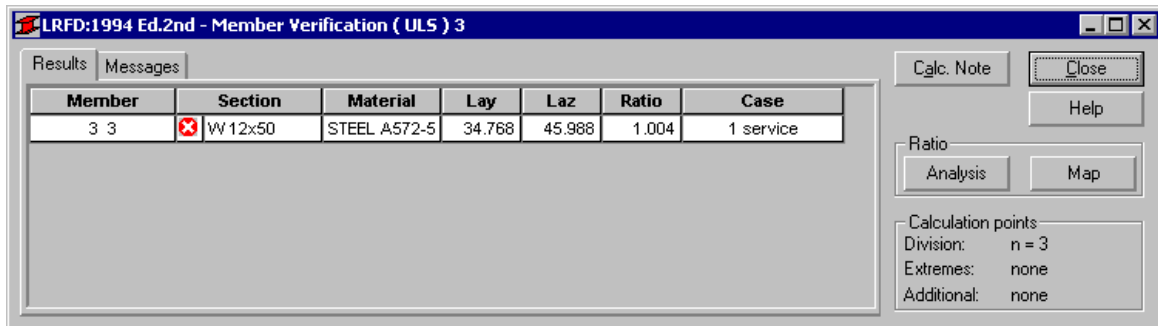 LRFD:1994 Ed.2nd - Member Verification ( ULS ) 3
Results Messages
Calc. Note Close
Help
Member Section Material Lay Laz Ratio Case
3 3 W 12x50 STEEL A572-5 34.768 45.988 1.004 1 service
Ratio
Analysis Map
Calculation points
Division: n = 3
Extremes: none
Additional: none